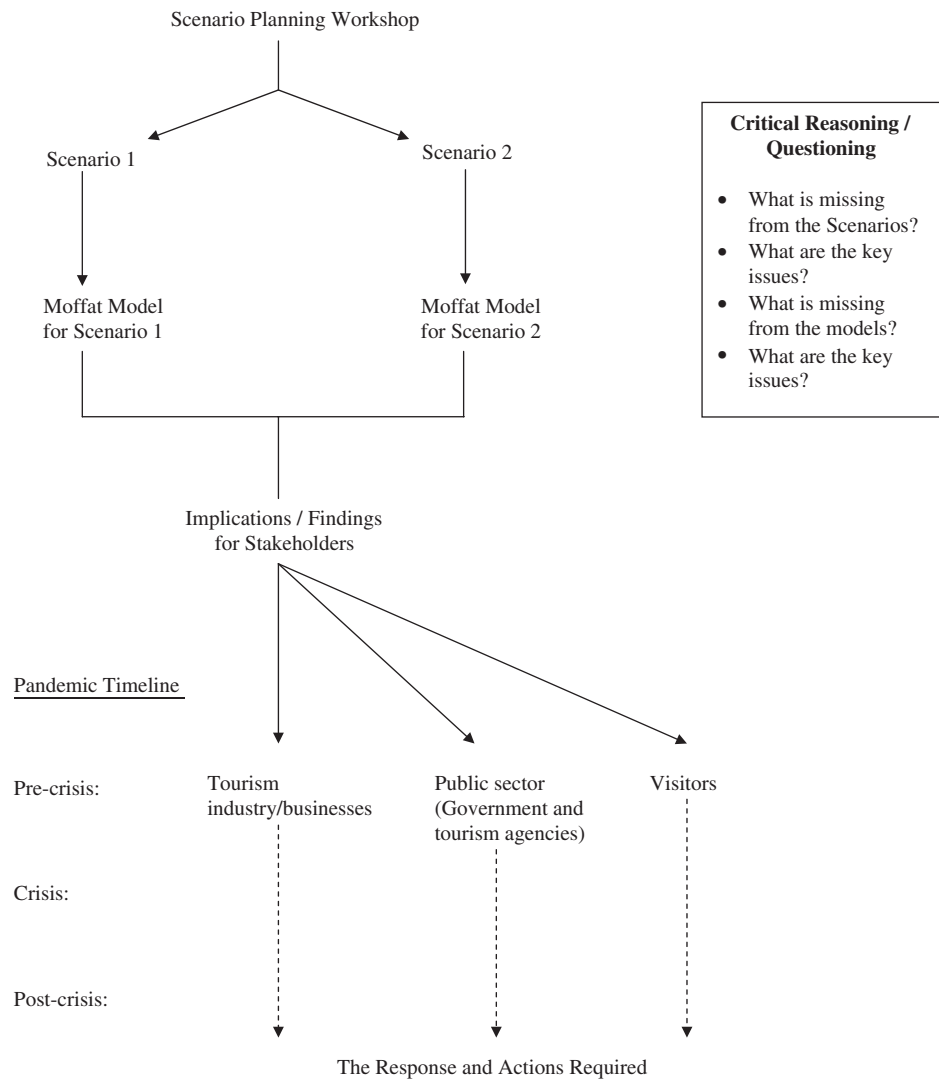 Scenario Planning Workshop
Scenario 1
Scenario 2
Moffat Model
for Scenario 1
Moffat Model
for Scenario 2
Critical Reasoning /
Questioning
• What is missing
from the Scenarios?
• What are the key
issues?
• What is missing
from the models?
• What are the key
issues?
Implications / Findings
for Stakeholders
Pandemic Timeline
Pre-crisis:
Tourism
industry/businesses
Public sector
(Government and
tourism agencies)
Visitors
Crisis:
Post-crisis:
The Response and Actions Required